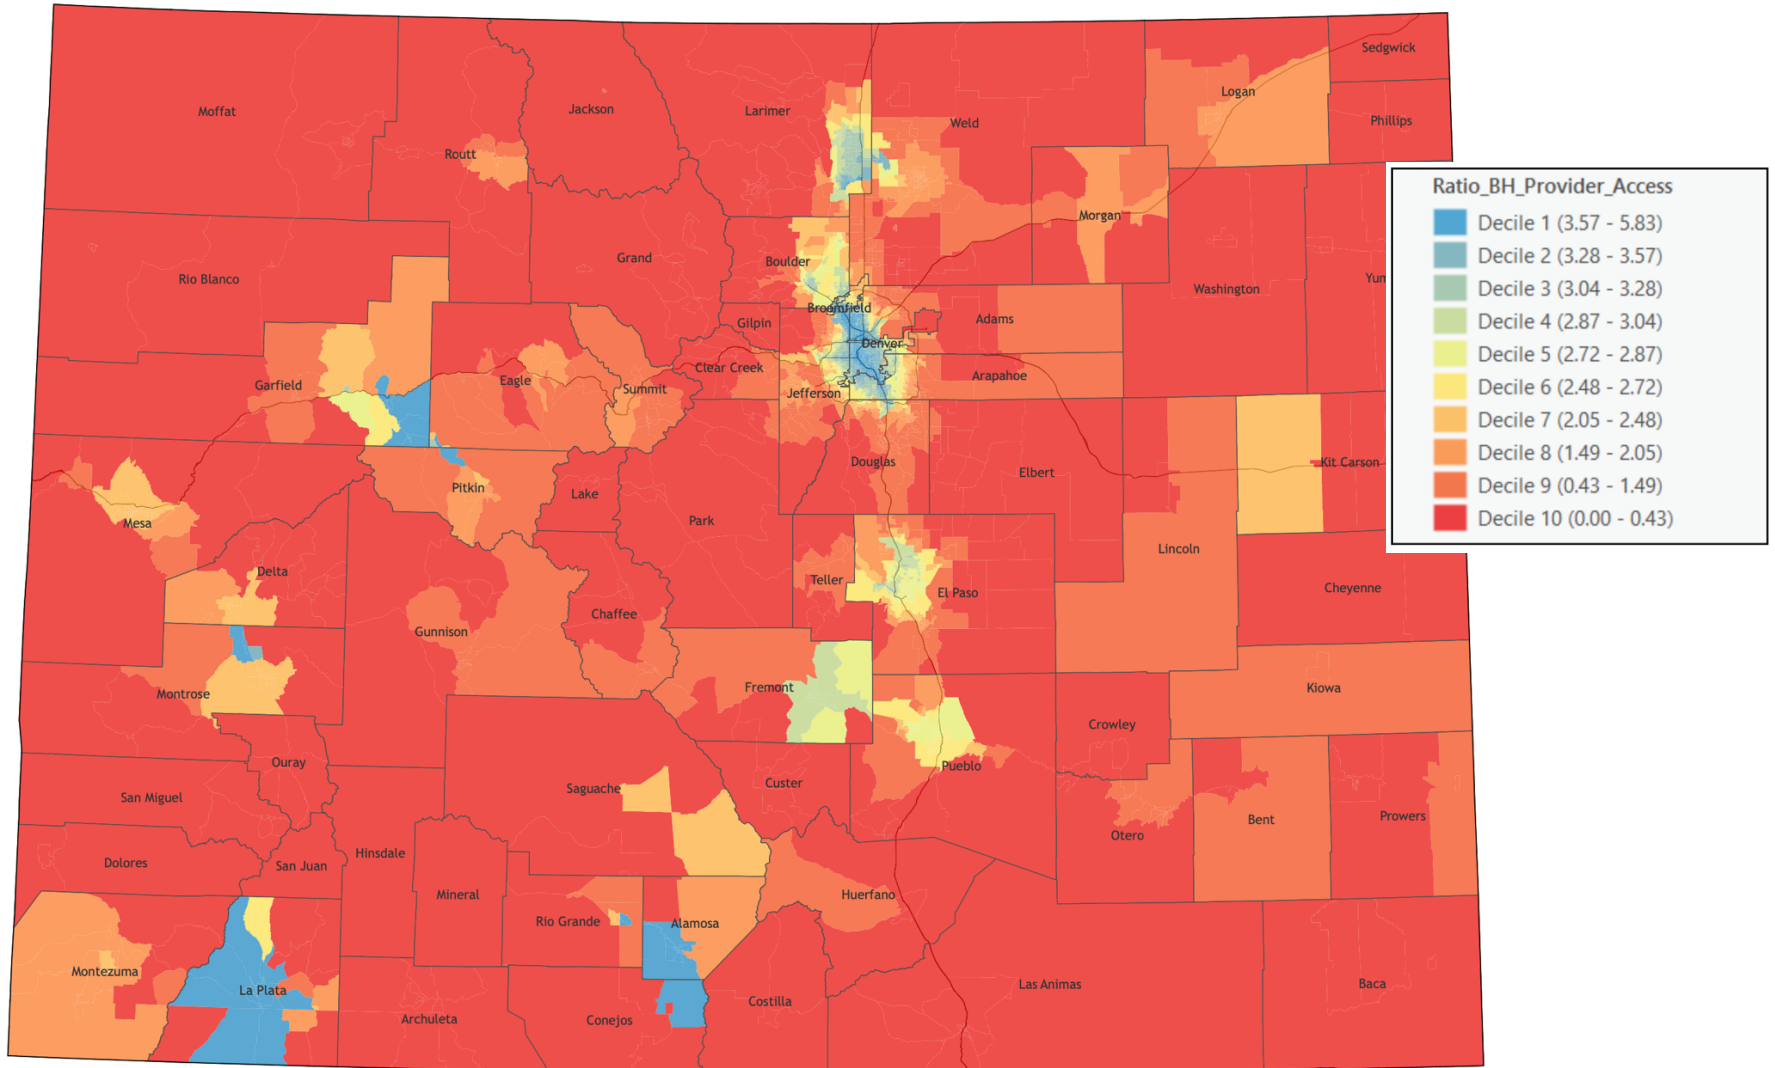 Sedgwick
Logan
Moffat
Jackson
Larimer
Weld
Phillips
Routt
Morgan
Ratio_BH_Provider_Access
Decile 1 (3.57 - 5.83)
Decile 2 (3.28 - 3.57)
Decile 3 (3.04 - 3.28)
Decile 4 (2.87 - 3.04)
Decile 5 (2.72 - 2.87)
Decile 6 (2.48 - 2.72)
Decile 7 (2.05 - 2.48)
Decile 8 (1.49 - 2.05)
Decile 9 (0.43 - 1.49)
Decile 10 (0.00 - 0.43)
Grand
Boulder
Rio Blanco
Yum
Washington
Broomfield
Gilpin
Adams
Denver
Clear Creek
Arapahoe
Garfield
Eagle
Summit
Jefferson
Douglas
Elbert
Kit Carson
Pitkin
Lake
Mesa
Park
Lincoln
Delta
Teller
El Paso
Cheyenne
Chaffee
Gunnison
Montrose
Fremont
Kiowa
Crowley
Ouray
Pueblo
San Miguel
Saguache
Custer
Bent
Prowers
Otero
Dolores
San Juan
Hinsdale
Mineral
Huerfano
Rio Grande
Alamosa
Montezuma
La Plata
Las Animas
Baca
Costilla
Archuleta
Conejos